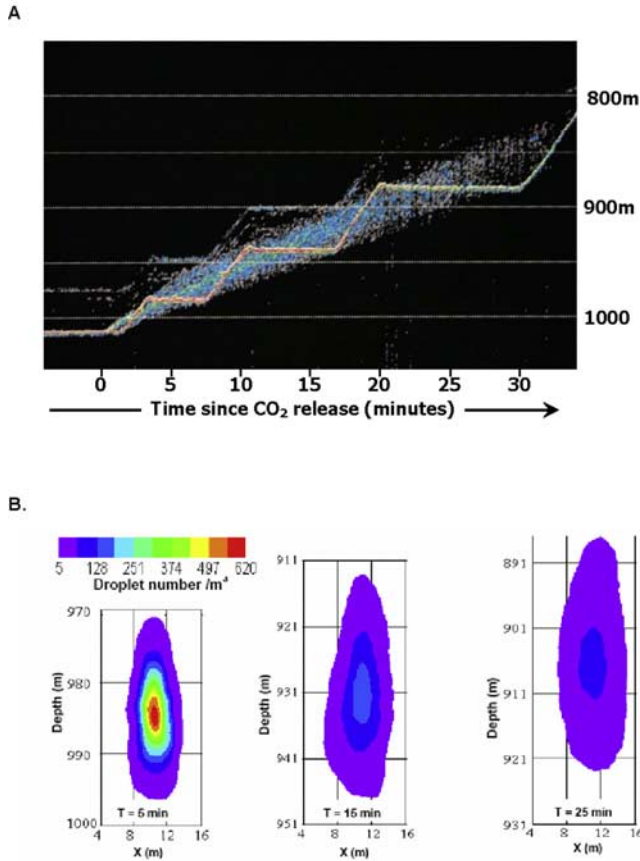 A
800m
900m
1000
0 5 10 15 20 25 30
Time since CO₂ release (minutes)
B.
5 128 251 374 497 620
Droplet number /m³
970
980
990
1000
Depth (m)
T = 5 min
4 8 12 16
X (m)
911
921
931
941
951
Depth (m)
T = 15 min
4 8 12 16
X (m)
891
901
911
921
931
Depth (m)
T = 25 min
4 8 12 16
X (m)